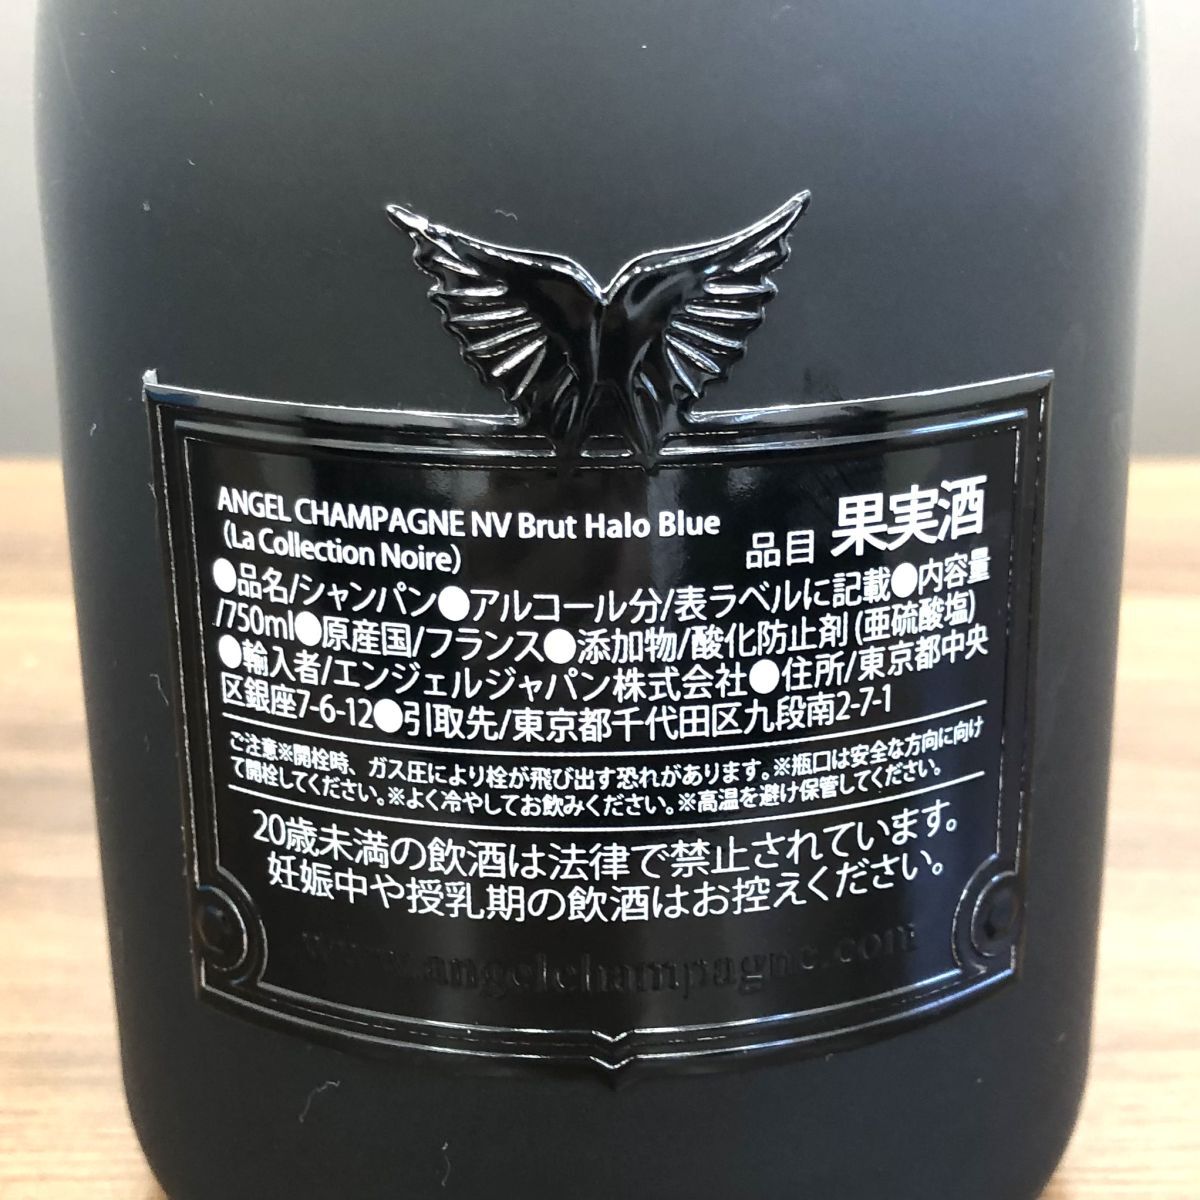 ANGEL CHAMPAGNE NV Brut Halo Blue
(La Collection Noire)
品目 果実酒
●品名/シャンパン●アルコール分/表ラベルに記載●内容量
/750ml●原産国/フランス●添加物/酸化防止剤(亜硫酸塩)
●輸入者/エンジェルジャパン株式会社●住所/東京都中央
区銀座7-6-12●引取先/東京都千代田区九段南2-7-1
ご注意※開栓時、ガス圧により栓が飛び出す恐れがあります。※瓶口は安全な方向に向け
て開栓してください。※よく冷やしてお飲みください。※高温を避け保管してください。
20歳未満の飲酒は法律で禁止されています。
妊娠中や授乳期の飲酒はお控えください。
www.angelchampagne.com